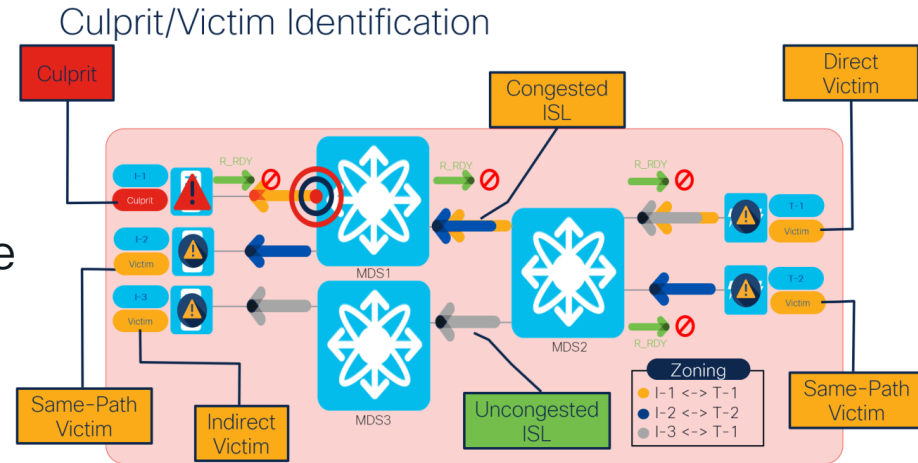 Culprit/Victim Identification
Culprit
Congested
ISL
Direct
Victim
R_RDY
R_RDY
R_RDY
I-1
Culprit
T-1
Victim
I-2
Victim
MDS1
e
T-2
Victim
I-3
Victim
MDS2
R_RDY
MDS3
Zoning
I-1 <-> T-1
I-2 <-> T-2
I-3 <-> T-1
Same-Path
Victim
Indirect
Victim
Uncongested
ISL
Same-Path
Victim